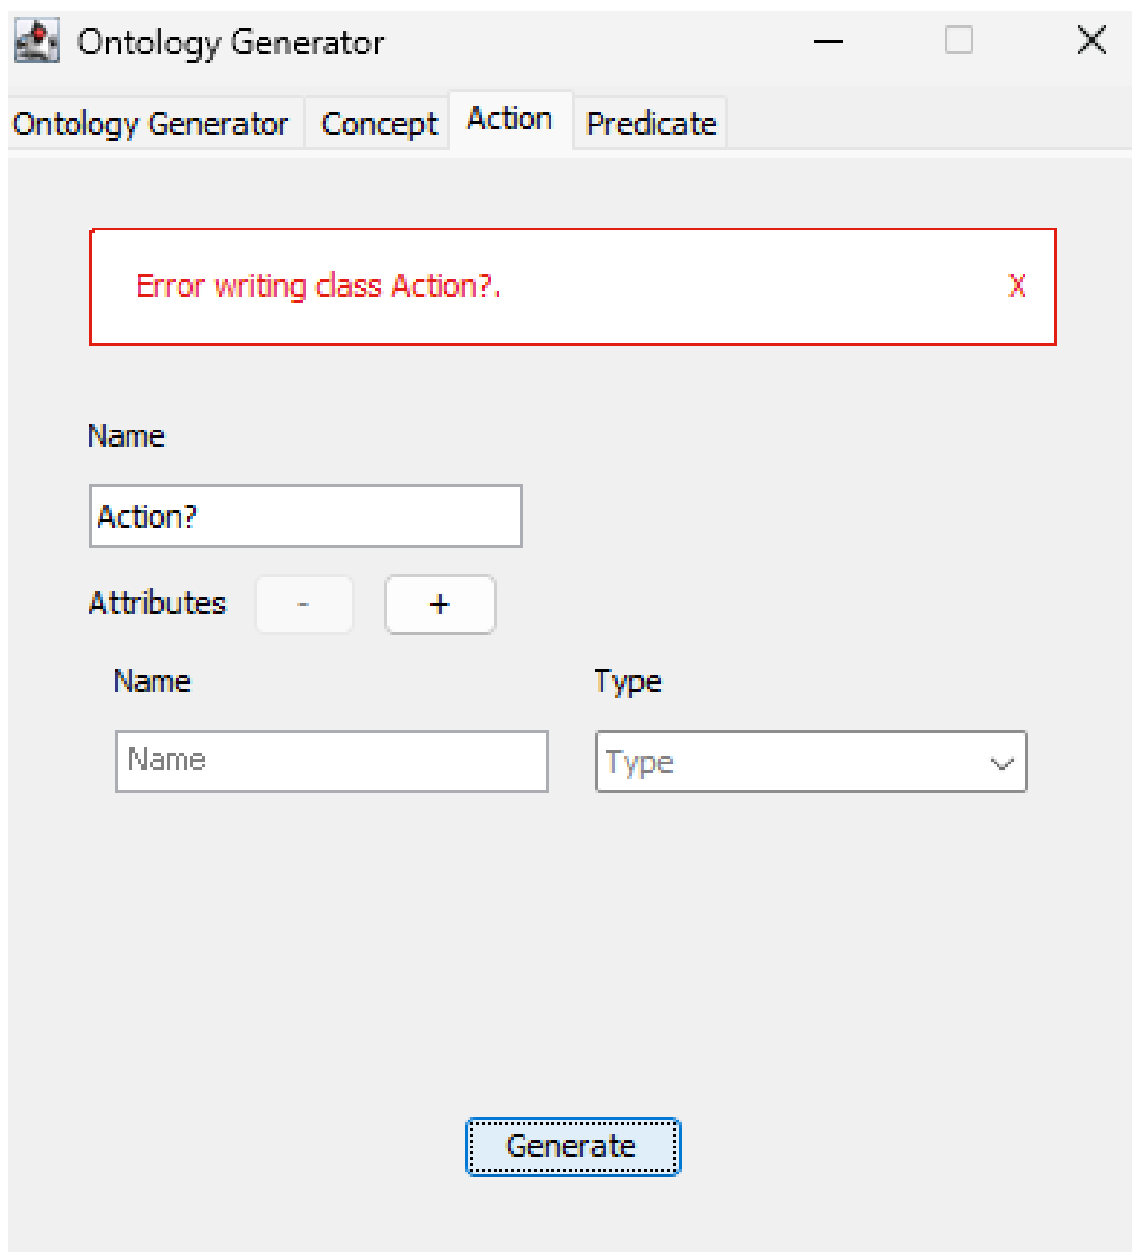 Ontology Generator
Ontology Generator Concept Action Predicate
Error writing class Action?. X
Name
Action?
Attributes - +
Name Type
Name Type
Generate